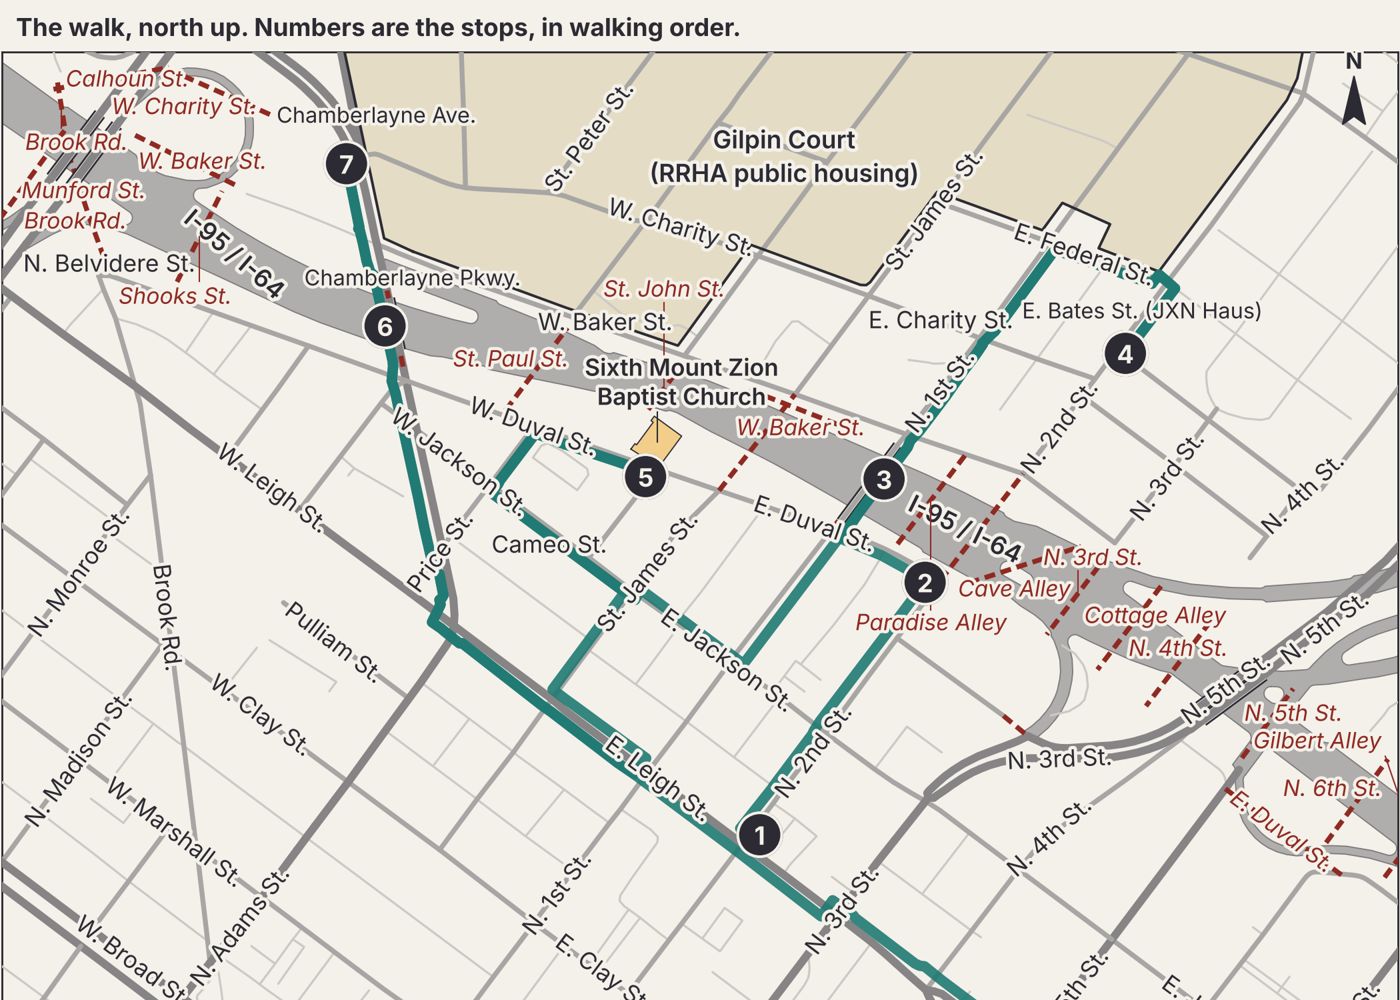 The walk, north up. Numbers are the stops, in walking order.
N
Calhoun St.
W. Charity St.
Chamberlayne Ave.
St. Peter St.
Gilpin Court
(RRHA public housing)
Brook Rd.
W. Baker St.
7
Munford St.
Brook Rd.
W. Charity St.
St. James St.
E. Federal St.
I-95 / I-64
N. Belvidere St.
Shooks St.
Chamberlayne Pkwy.
St. John St.
E. Bates St. (JXN Haus)
6
W. Baker St.
E. Charity St.
4
St. Paul St.
Sixth Mount Zion
Baptist Church
N. 1st St.
W. Duval St.
W. Baker St.
N. 2nd St.
W. Jackson St.
W. Leigh St.
5
3
N. 3rd St.
N. 4th St.
E. Duval St.
I-95 / I-64
Cameo St.
Price St.
St. James St.
N. 3rd St.
2
Cave Alley
N. Monroe St.
Brook Rd.
Paradise Alley
Cottage Alley
N. 4th St.
N. 5th St.
N. 5th St.
Pulliam St.
E. Jackson St.
W. Clay St.
N. 5th St.
Gilbert Alley
N. Madison St.
E. Leigh St.
N. 2nd St.
N. 3rd St.
N. 6th St.
W. Marshall St.
1
E. Duval St.
N. 4th St.
N. Adams St.
N. 1st St.
N. 3rd St.
W. Broad St.
E. Clay St.
5th St.
E.
St.